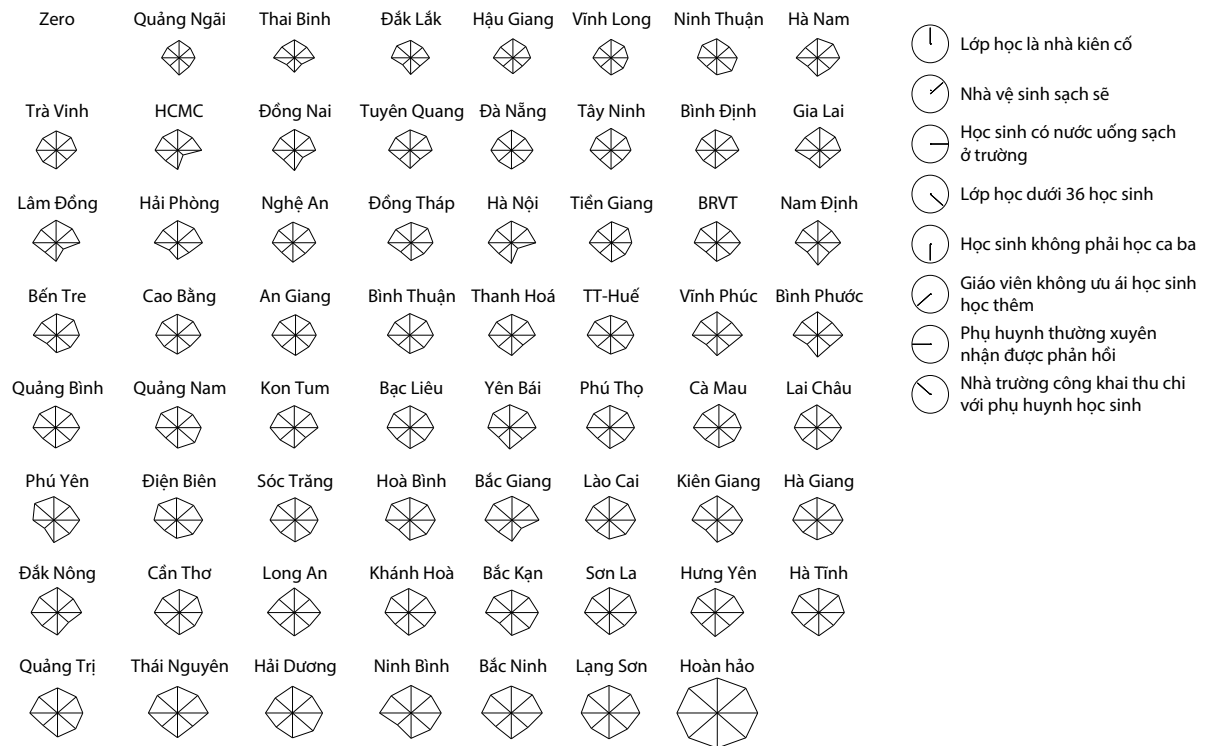 Zero Quảng Ngãi Thai Binh Đắk Lắk Hậu Giang Vĩnh Long Ninh Thuận Hà Nam
Trà Vinh HCMC Đồng Nai Tuyên Quang Đà Nẵng Tây Ninh Bình Định Gia Lai
Lâm Đồng Hải Phòng Nghệ An Đồng Tháp Hà Nội Tiền Giang BRVT Nam Định
Bến Tre Cao Bằng An Giang Bình Thuận Thanh Hoá TT-Huế Vĩnh Phúc Bình Phước
Quảng Bình Quảng Nam Kon Tum Bạc Liêu Yên Bái Phú Thọ Cà Mau Lai Châu
Phú Yên Điện Biên Sóc Trăng Hoà Bình Bắc Giang Lào Cai Kiên Giang Hà Giang
Đắk Nông Cần Thơ Long An Khánh Hoà Bắc Kạn Sơn La Hưng Yên Hà Tĩnh
Quảng Trị Thái Nguyên Hải Dương Ninh Bình Bắc Ninh Lạng Sơn Hoàn hảo
Lớp học là nhà kiên cố
Nhà vệ sinh sạch sẽ
Học sinh có nước uống sạch
ở trường
Lớp học dưới 36 học sinh
Học sinh không phải học ca ba
Giáo viên không ưu ái học sinh
học thêm
Phụ huynh thường xuyên
nhận được phản hồi
Nhà trường công khai thu chi
với phụ huynh học sinh